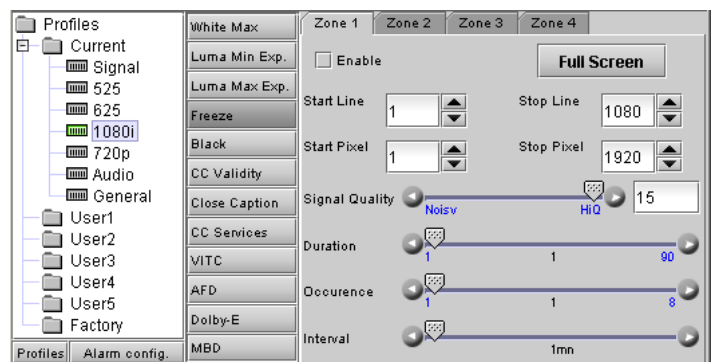 Profiles
Current
Signal
525
625
1080i
720p
Audio
General
User1
User2
User3
User4
User5
Factory
Profiles Alarm config.
White Max
Luma Min Exp.
Luma Max Exp.
Freeze
Black
CC Validity
Close Caption
CC Services
VITC
AFD
Dolby-E
MBD
Zone 1 Zone 2 Zone 3 Zone 4
Enable Full Screen
Start Line 1 Stop Line 1080
Start Pixel 1 Stop Pixel 1920
Signal Quality Noisy HiQ 15
Duration 1 1 90
Occurence 1 1 8
Interval 1mn